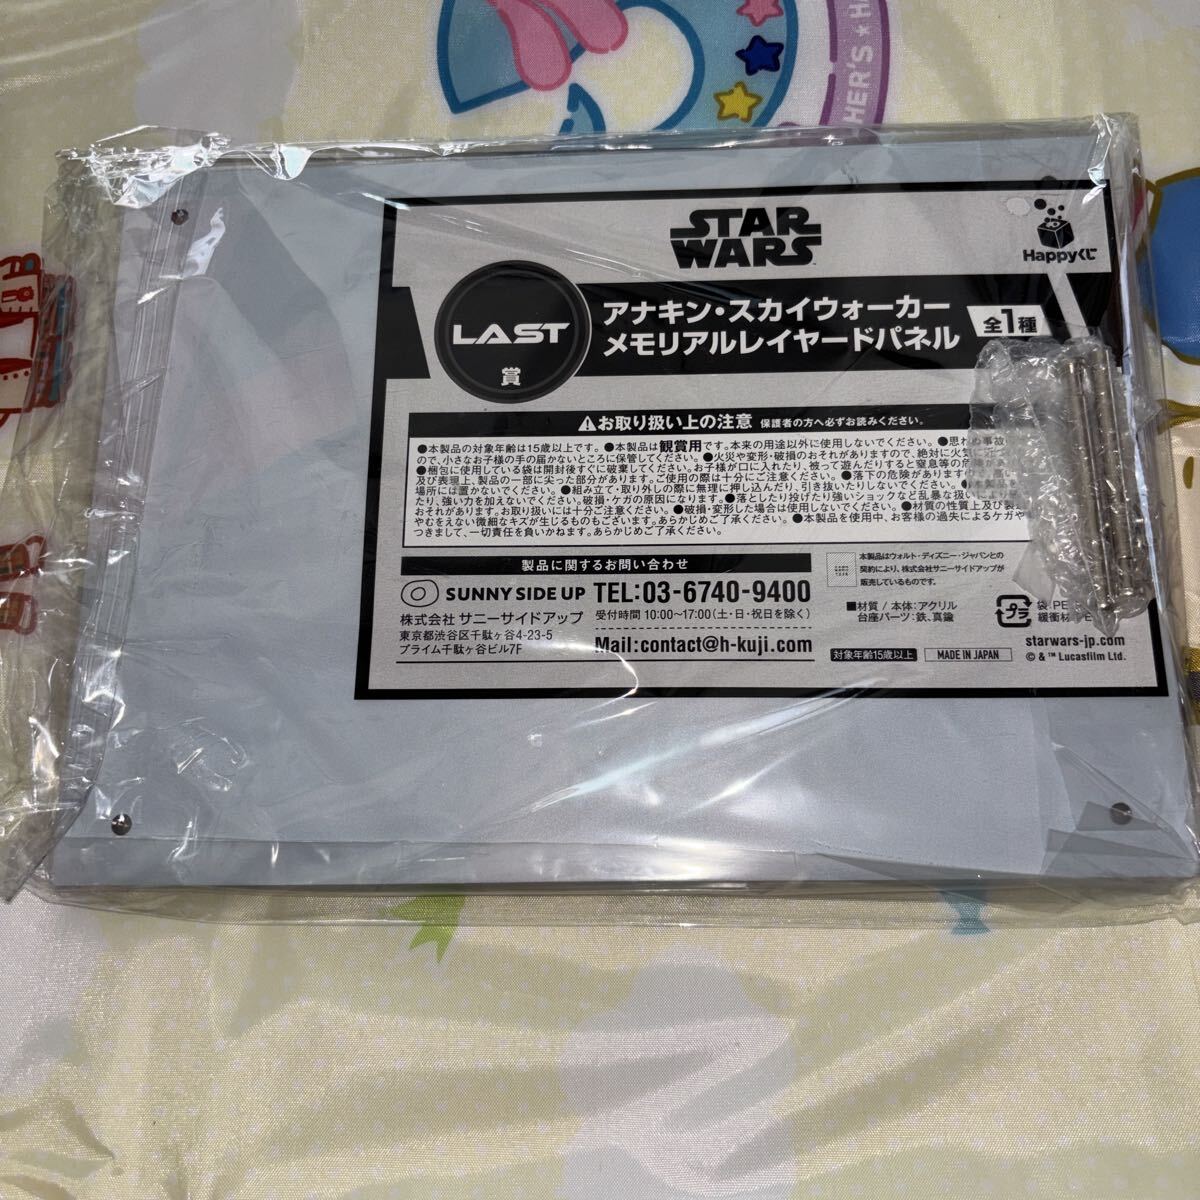 HER'S ★ HA
STAR
WARS
Happyくじ
LAST
賞
アナキン・スカイウォーカー
メモリアルレイヤードパネル
全1種
⚠お取り扱い上の注意 保護者の方へ必ずお読みください。
●本製品の対象年齢は15歳以上です。●本製品は観賞用です。本来の用途以外に使用しないでください。
ので、小さなお子様の手の届かないところに保管してください。●火災や変形・破損のおそれがありますので、絶対に火気に
●梱包に使用している袋は開封後すぐに破棄してください。お子様が口に入れたり、被って遊んだりすると窒息等の危険があ
及び表現上、製品の一部に尖った部分があります。ご使用の際は十分にご注意ください。●落下の危険があります
場所には置かないでください。●組み立て・取り外しの際に無理に押し込んだり、引き抜いたりしないでください。●本製品を
たり、強い力を加えないでください。破損・ケガの原因になります。●落としたり投げたり強いショックなど乱暴な扱いにより
おそれがあります。お取り扱いには十分ご注意ください。●破損・変形した場合は使用しないでください。●材質の性質上及び製
やむをえない微細なキズが生じるものもございます。あらかじめご了承ください。●本製品を使用中、お客様の過失によるケガや
つきまして、一切責任を負いかねます。あらかじめご了承ください。
製品に関するお問い合わせ
SUNNY SIDE UP
株式会社 サニーサイドアップ
東京都渋谷区千駄ヶ谷4-23-5
プライム千駄ヶ谷ビル7F
TEL:03-6740-9400
受付時間 10:00〜17:00(土・日・祝日を除く)
Mail:contact@h-kuji.com
本製品はウォルト・ディズニー・ジャパンとの
契約により、株式会社サニーサイドアップが
販売しているものです。
■材質 / 本体:アクリル
台座パーツ:鉄、真鍮
プラ
袋:PE
緩衝材:PE
対象年齢15歳以上
MADE IN JAPAN
starwars-jp.com
© & ™ Lucasfilm Ltd.